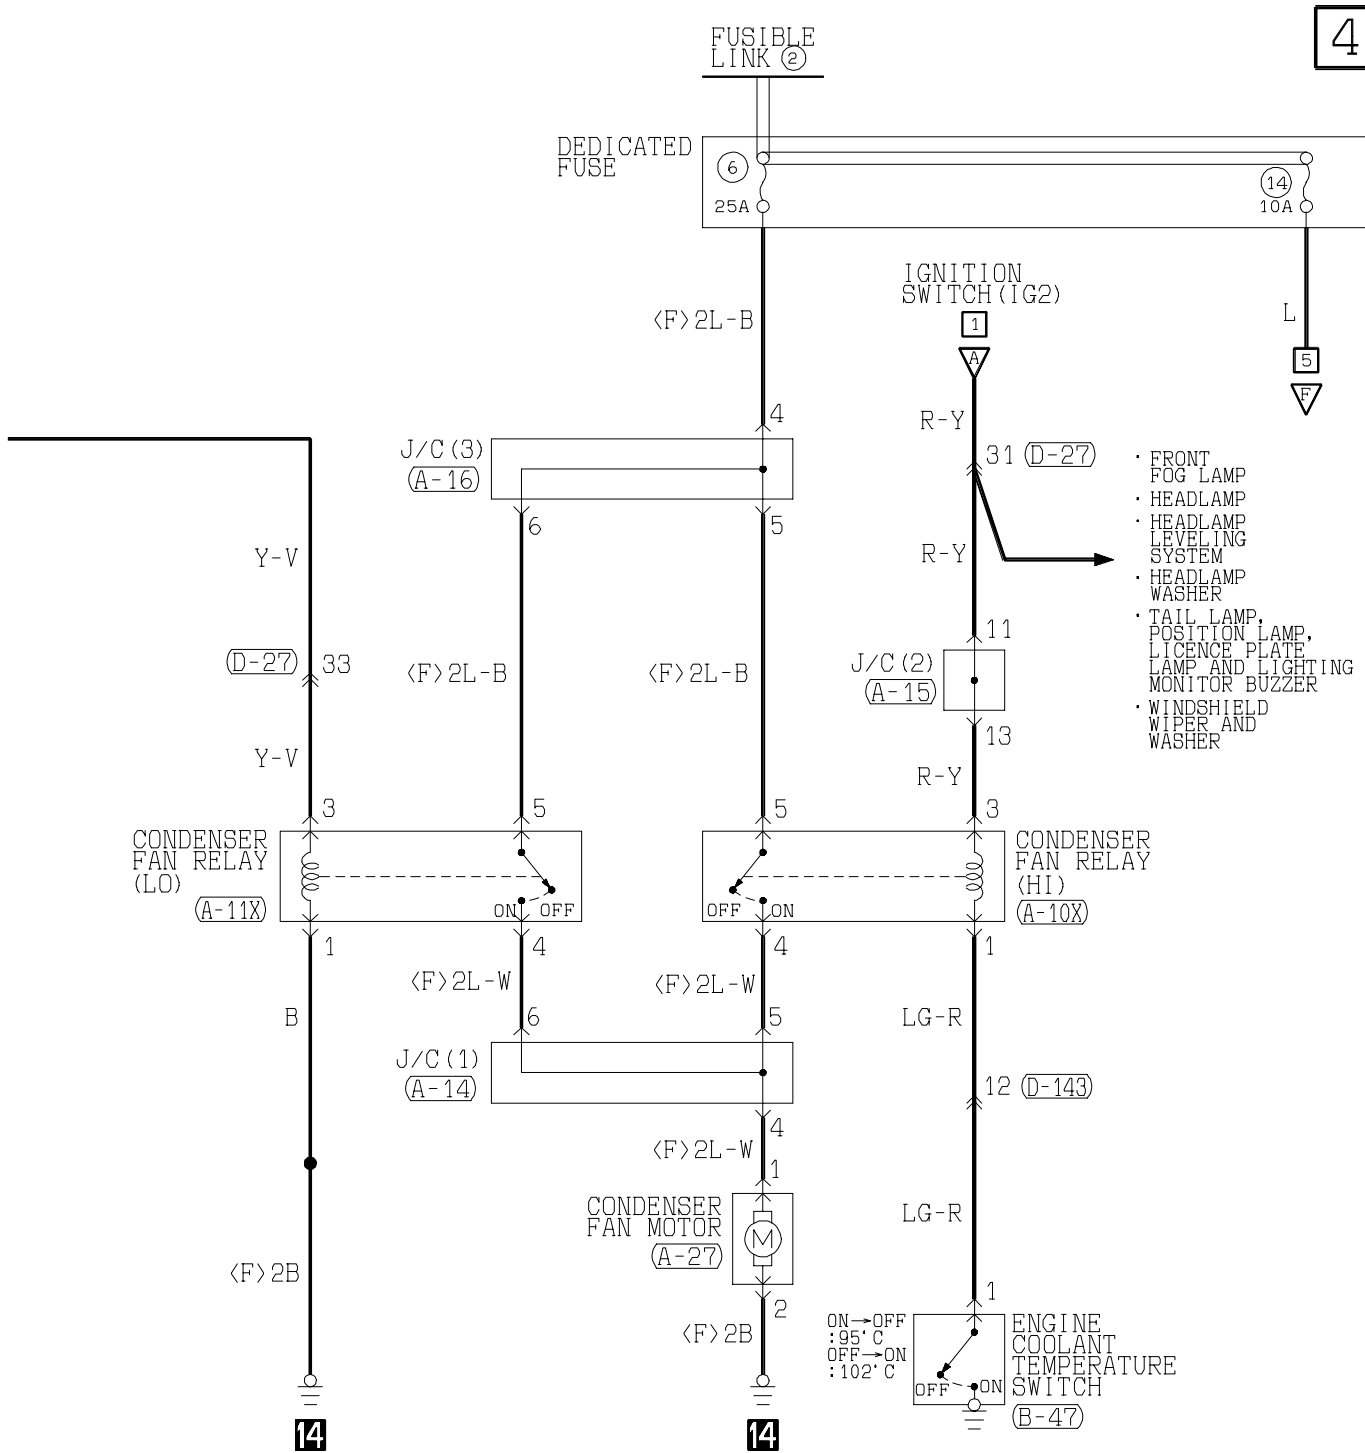 4
FUSIBLE
LINK ②
DEDICATED
FUSE
6
25A
14
10A
IGNITION
SWITCH(IG2)
1
A
<F>2L-B
L
5
F
R-Y
4
J/C(3)
A-16
31 D-27
· FRONT
FOG LAMP
· HEADLAMP
· HEADLAMP
LEVELING
SYSTEM
· HEADLAMP
WASHER
· TAIL LAMP,
POSITION LAMP,
LICENCE PLATE
LAMP AND LIGHTING
MONITOR BUZZER
· WINDSHIELD
WIPER AND
WASHER
6
5
Y-V
R-Y
11
J/C(2)
A-15
D-27 33
<F>2L-B
<F>2L-B
13
Y-V
R-Y
3
5
5
3
CONDENSER
FAN RELAY
(LO)
A-11X
ON OFF
OFF ON
CONDENSER
FAN RELAY
(HI)
A-10X
1
4
4
1
<F>2L-W
<F>2L-W
B
6
5
LG-R
J/C(1)
A-14
12 D-143
4
<F>2L-W
1
CONDENSER
FAN MOTOR
A-27
M
LG-R
<F>2B
2
1
<F>2B
ON→OFF
:95°C
OFF→ON
:102°C
OFF ON
ENGINE
COOLANT
TEMPERATURE
SWITCH
B-47
14
14